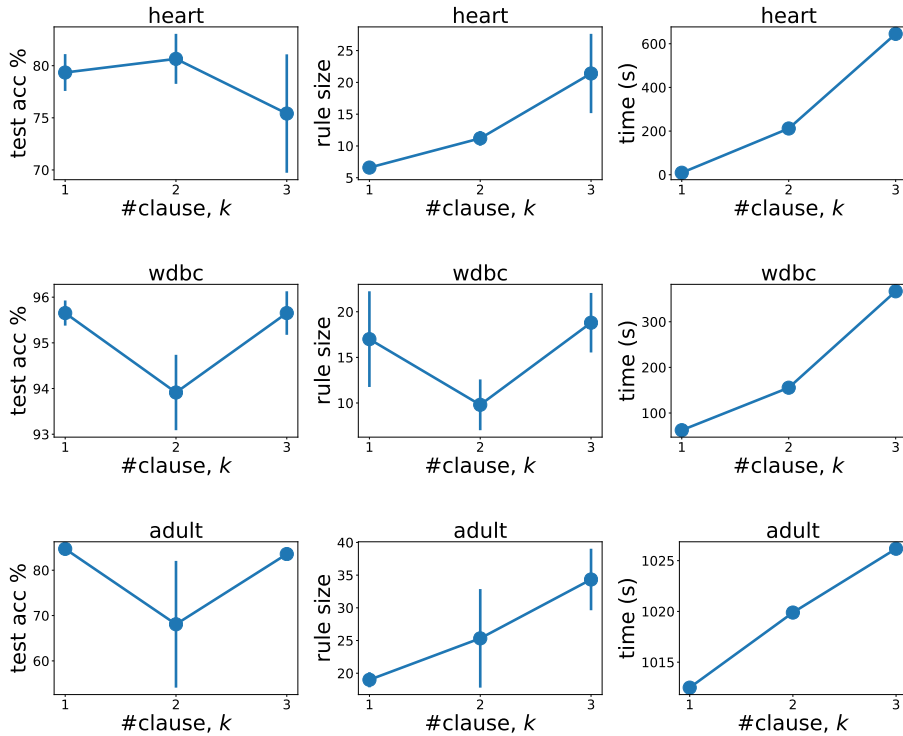 heart
test acc %
80
75
70
1 2 3
#clause, k
heart
rule size
25
20
15
10
5
1 2 3
#clause, k
heart
time (s)
600
400
200
0
1 2 3
#clause, k
wdbc
test acc %
96
95
94
93
1 2 3
#clause, k
wdbc
rule size
20
15
10
1 2 3
#clause, k
wdbc
time (s)
300
200
100
1 2 3
#clause, k
adult
test acc %
80
70
60
1 2 3
#clause, k
adult
rule size
40
35
30
25
20
1 2 3
#clause, k
adult
time (s)
1025
1020
1015
1 2 3
#clause, k